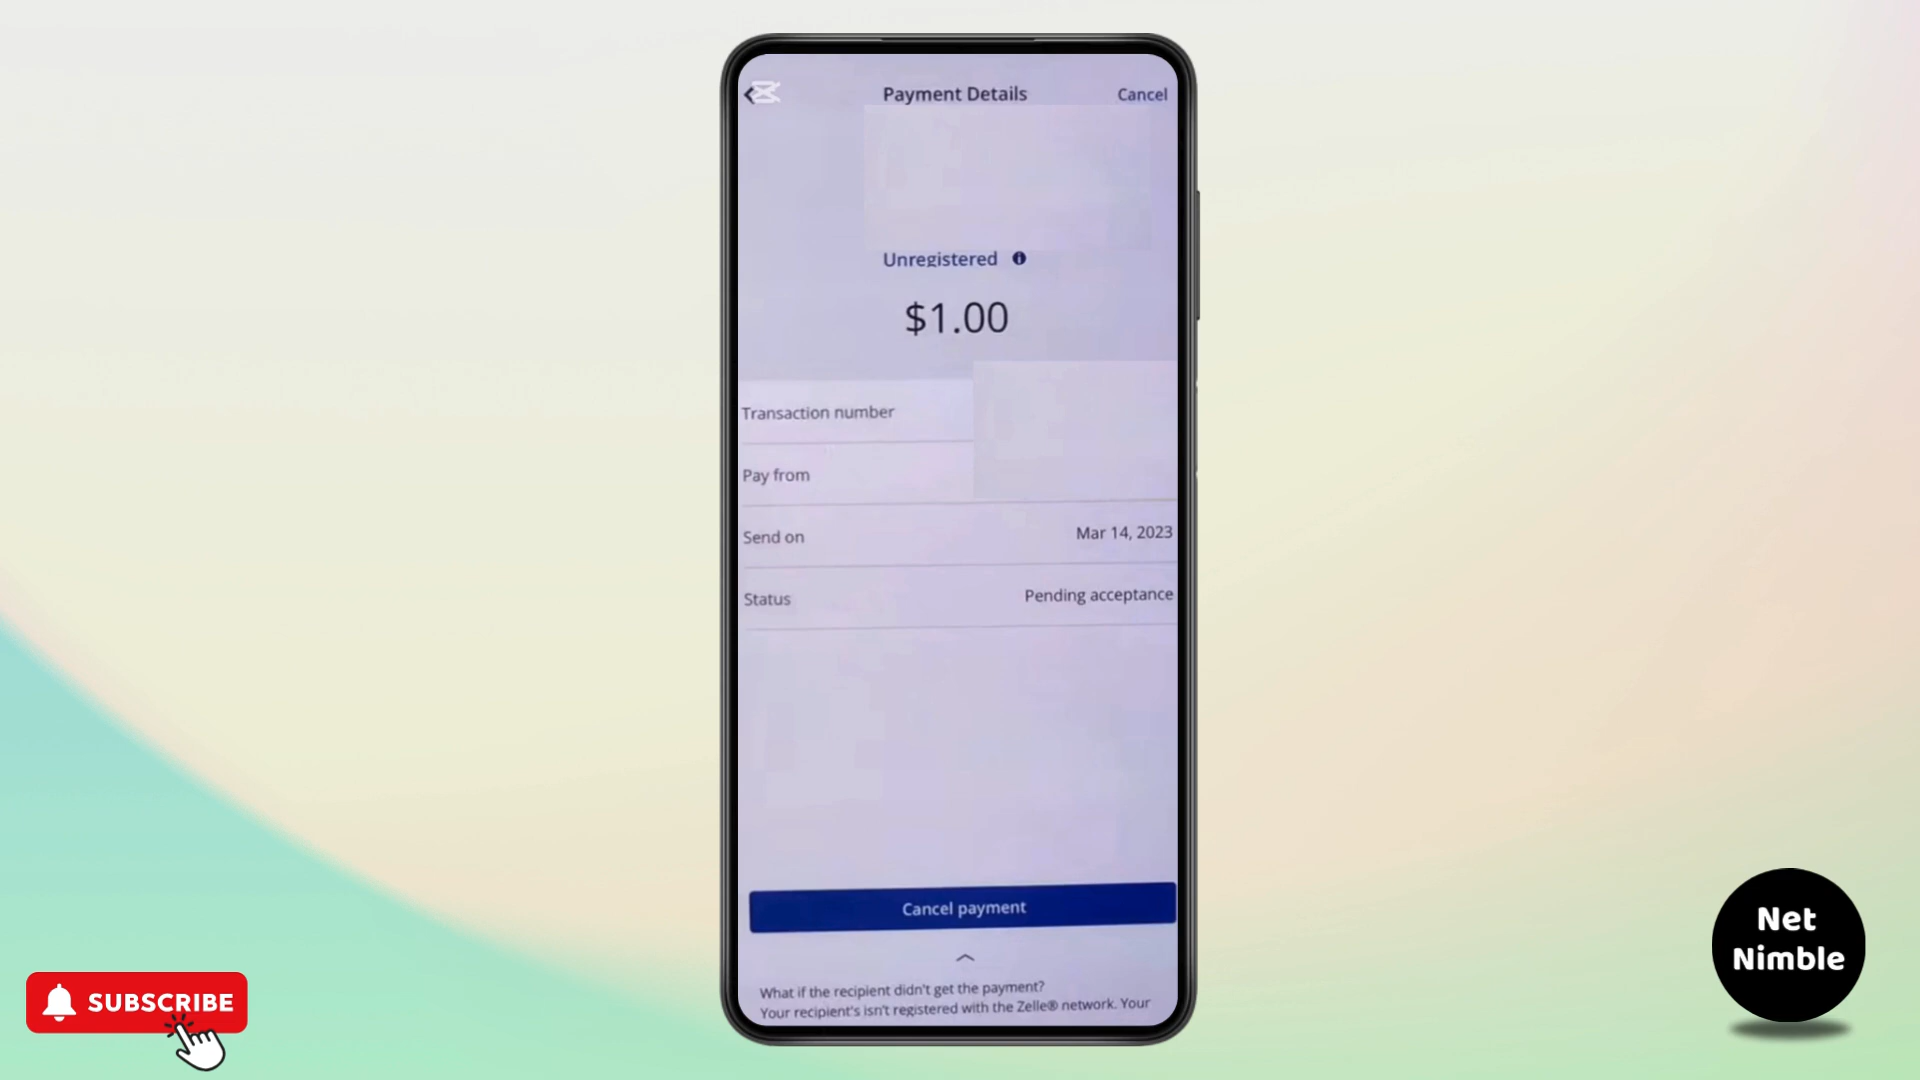 Payment Details
Cancel
Unregistered
$1.00
Transaction number
Pay from
Send on
Mar 14, 2023
Status
Pending acceptance
Cancel payment
What if the recipient didn't get the payment?
Your recipient's isn't registered with the Zelle® network. Your
SUBSCRIBE
Net
Nimble